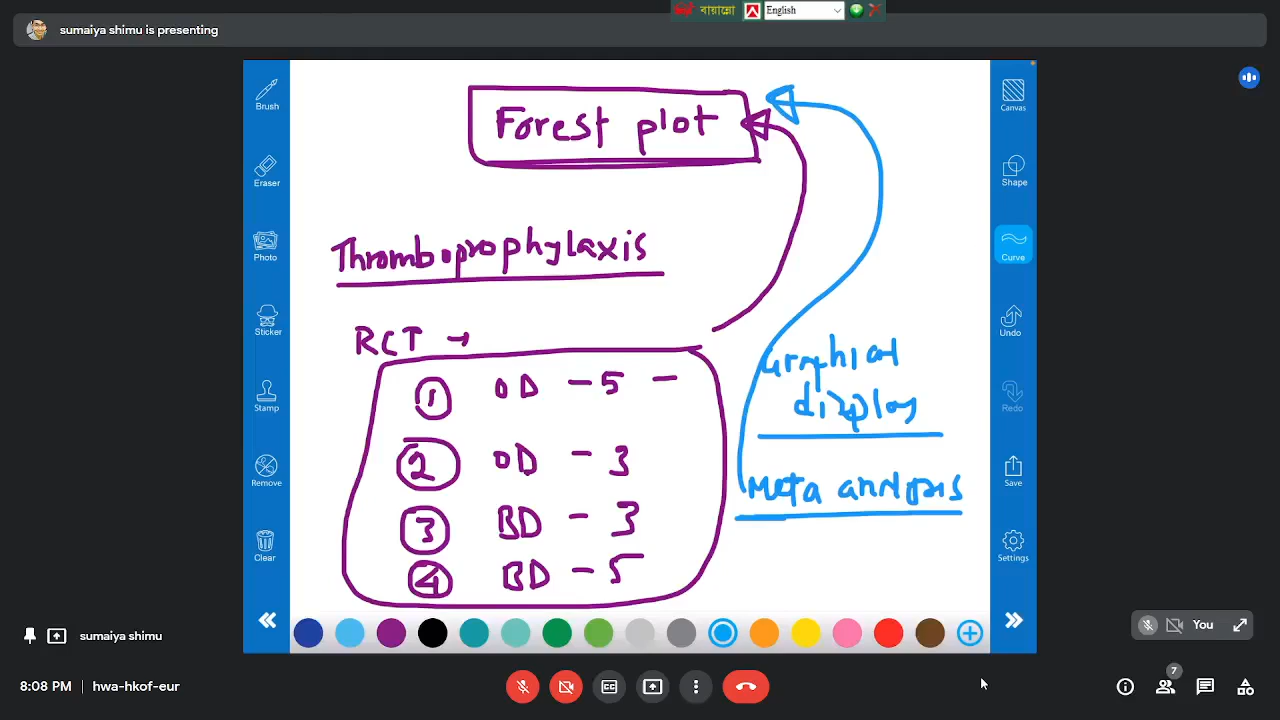 বায়ান্নো
English
sumaiya shimu is presenting
Brush
Eraser
Photo
Sticker
Stamp
Remove
Clear
Canvas
Shape
Curve
Undo
Redo
Save
Settings
Forest plot
Thromboprophylaxis
RCT →
1 OD - 5 -
2 OD - 3
3 BD - 3
4 BD - 5
Graphical
display
Meta analysis
sumaiya shimu
You
8:08 PM | hwa-hkof-eur
7